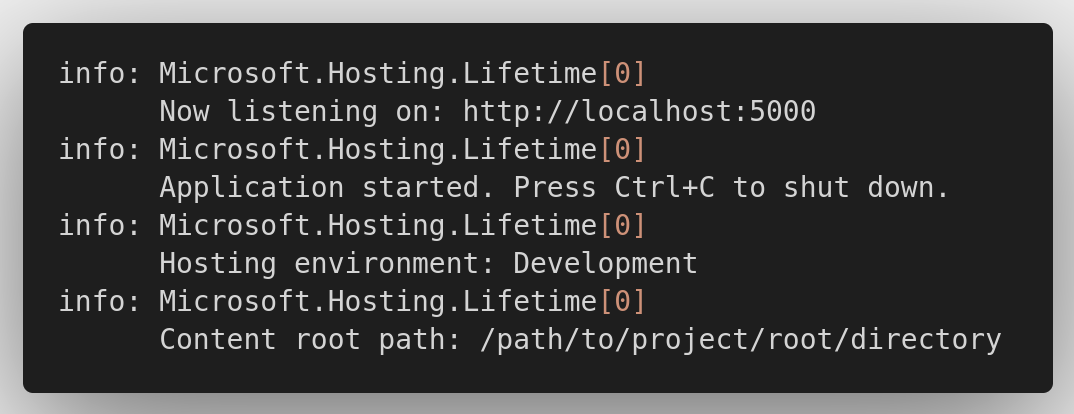 info: Microsoft.Hosting.Lifetime[0]
      Now listening on: http://localhost:5000
info: Microsoft.Hosting.Lifetime[0]
      Application started. Press Ctrl+C to shut down.
info: Microsoft.Hosting.Lifetime[0]
      Hosting environment: Development
info: Microsoft.Hosting.Lifetime[0]
      Content root path: /path/to/project/root/directory